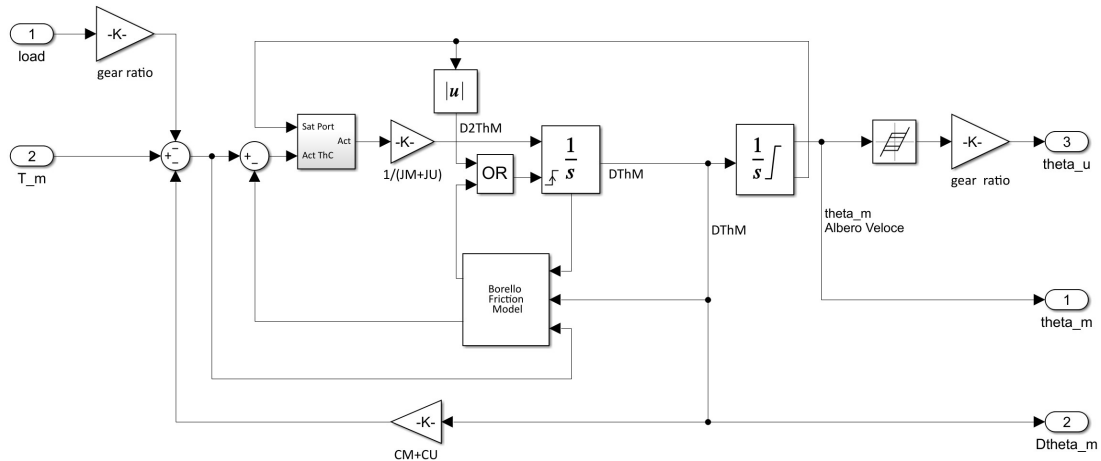 1
load
-K-
gear ratio
2
T_m
+
−
−
+
−
Sat Port
Act
Act ThC
-K-
1/(JM+JU)
|u|
D2ThM
OR
1
s
DThM
1
s
DThM
theta_m
Albero Veloce
-K-
gear ratio
3
theta_u
Borello
Friction
Model
1
theta_m
-K-
CM+CU
2
Dtheta_m